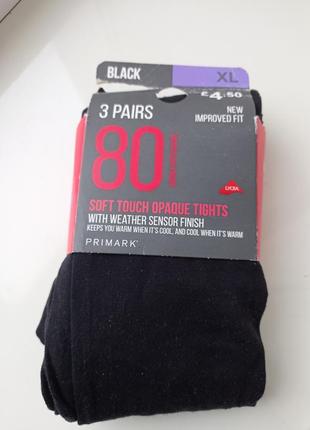 BLACK
XL
£4.50
3 PAIRS
NEW
IMPROVED FIT
80
LYCRA
SOFT TOUCH OPAQUE TIGHTS
WITH WEATHER SENSOR FINISH
KEEPS YOU WARM WHEN IT'S COOL, AND COOL WHEN IT'S WARM
PRIMARK